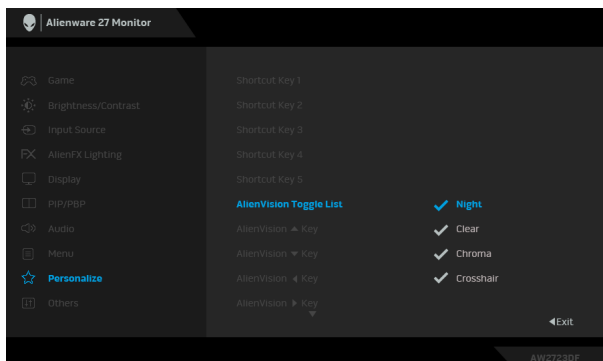 Alienware 27 Monitor
Game
Brightness/Contrast
Input Source
AlienFX Lighting
Display
PIP/PBP
Audio
Menu
Personalize
Others
Shortcut Key 1
Shortcut Key 2
Shortcut Key 3
Shortcut Key 4
Shortcut Key 5
AlienVision Toggle List
AlienVision ▲ Key
AlienVision ▼ Key
AlienVision ◀ Key
AlienVision ▶ Key
Night
Clear
Chroma
Crosshair
◀Exit
AW2723DF